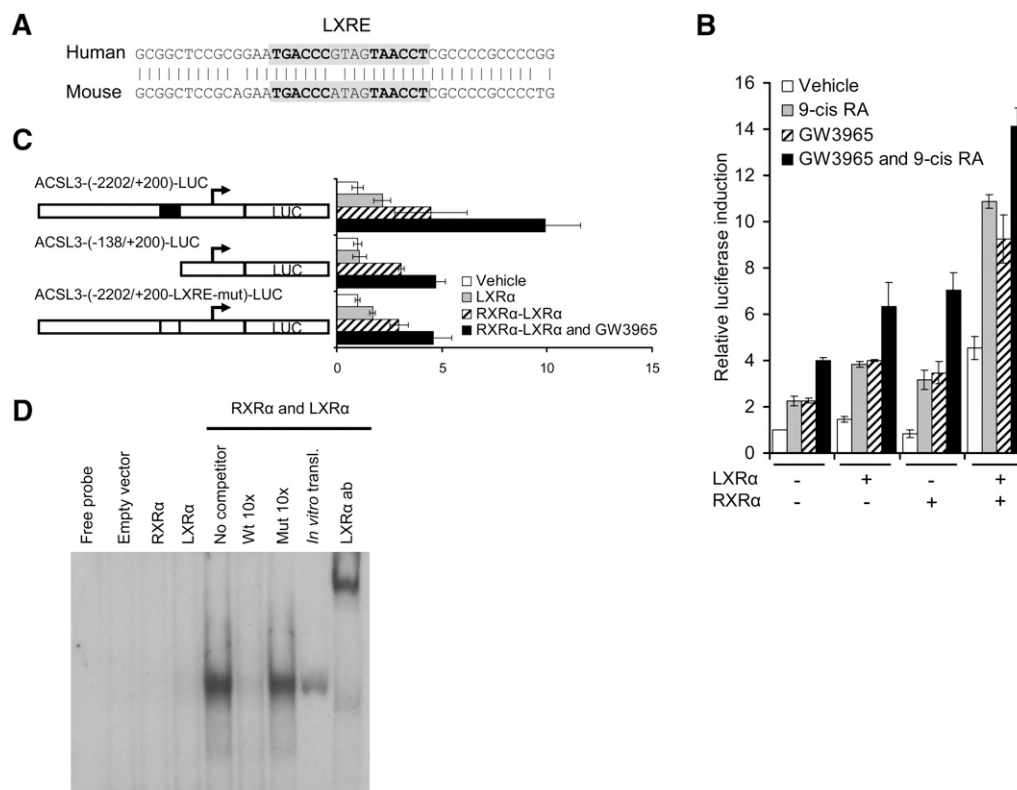 A
LXRE
Human GCGGCTCCGCGGAATGACCCGTAGTAACCTCGCCCCGCCCCGG
Mouse GCGGCTCCGCAGAATGACCCATAGTAACCTCGCCCCGCCCCTG
B
Vehicle
9-cis RA
GW3965
GW3965 and 9-cis RA
Relative luciferase induction
16
14
12
10
8
6
4
2
0
LXRα - + - +
RXRα - - + +
C
ACSL3-(-2202/+200)-LUC
LUC
ACSL3-(-138/+200)-LUC
LUC
ACSL3-(-2202/+200-LXRE-mut)-LUC
LUC
Vehicle
LXRα
RXRα-LXRα
RXRα-LXRα and GW3965
0 5 10 15
D
RXRα and LXRα
Free probe
Empty vector
RXRα
LXRα
No competitor
Wt 10x
Mut 10x
In vitro transl.
LXRα ab